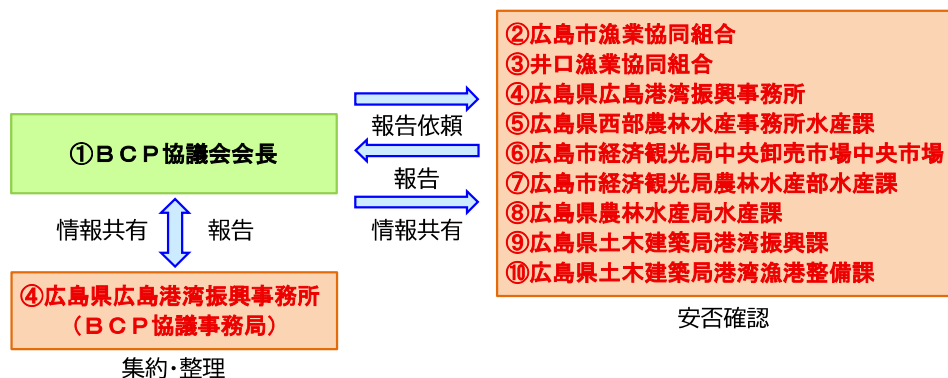 ①ＢＣＰ協議会会長
情報共有
報告
④広島県広島港湾振興事務所
（ＢＣＰ協議事務局）
集約・整理
報告依頼
報告
情報共有
②広島市漁業協同組合
③井口漁業協同組合
④広島県広島港湾振興事務所
⑤広島県西部農林水産事務所水産課
⑥広島市経済観光局中央卸売市場中央市場
⑦広島市経済観光局農林水産部水産課
⑧広島県農林水産局水産課
⑨広島県土木建築局港湾振興課
⑩広島県土木建築局港湾漁港整備課
安否確認